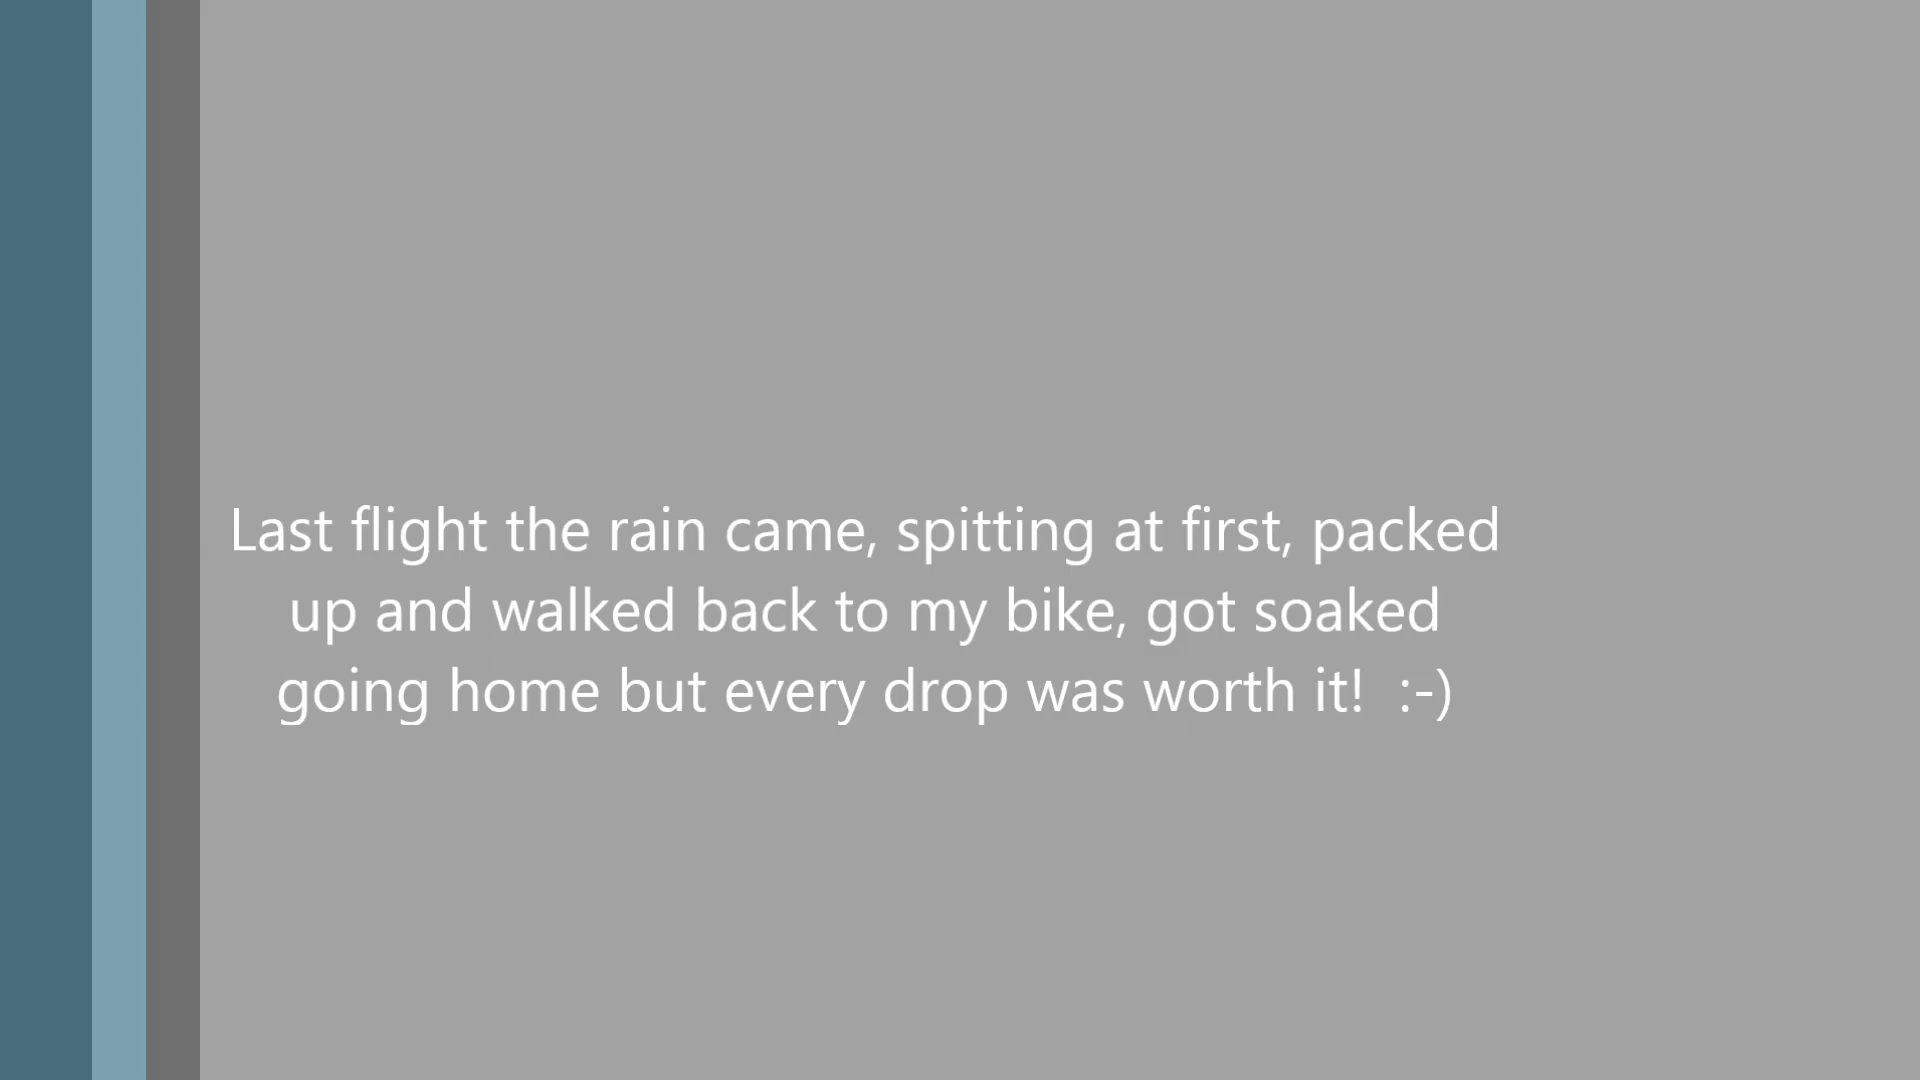 Last flight the rain came, spitting at first, packed
up and walked back to my bike, got soaked
going home but every drop was worth it!  :-)